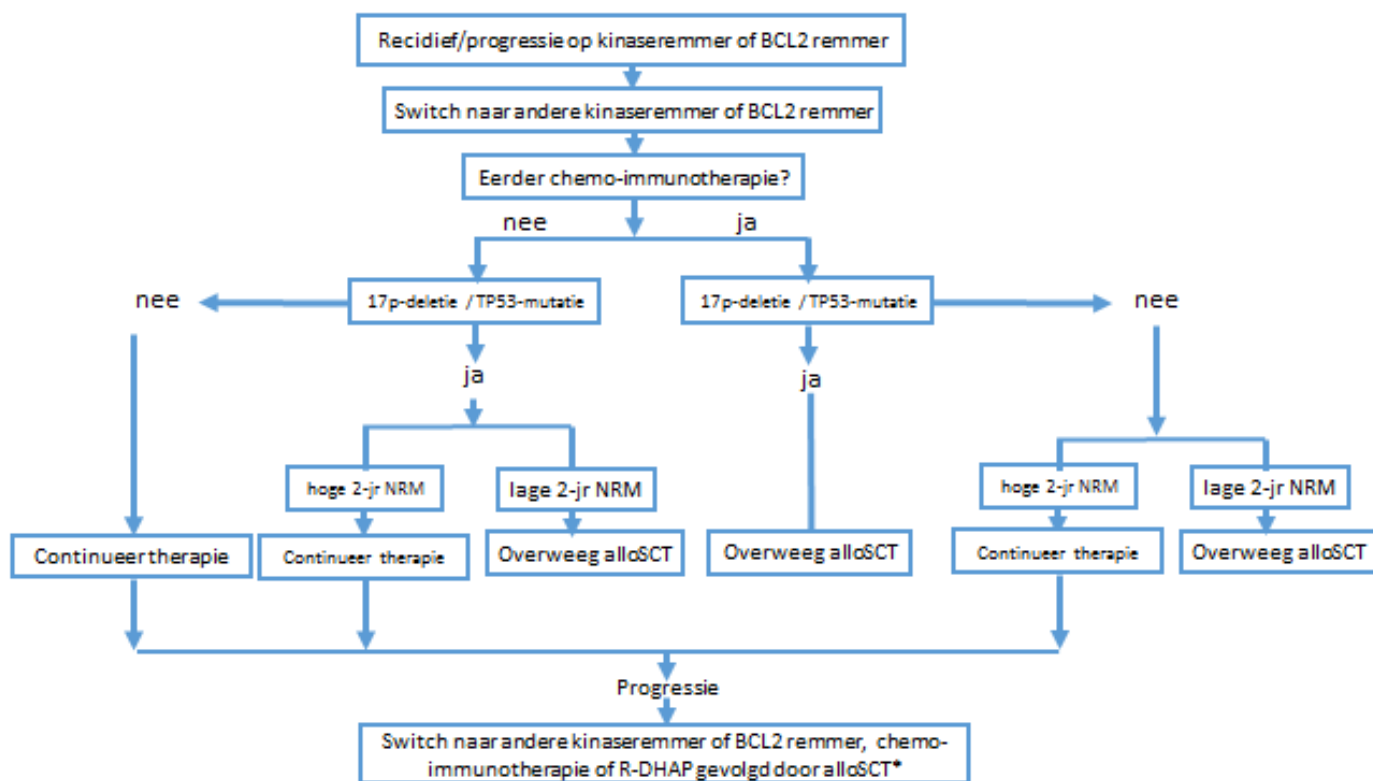 Recidief/progressie op kinaseremmer of BCL2 remmer
Switch naar andere kinaseremmer of BCL2 remmer
Eerder chemo-immunotherapie?
nee
ja
nee
17p-deletie / TP53-mutatie
17p-deletie / TP53-mutatie
nee
ja
ja
hoge 2-jr NRM
lage 2-jr NRM
hoge 2-jr NRM
lage 2-jr NRM
Continueer therapie
Continueer therapie
Overweeg alloSCT
Overweeg alloSCT
Continueer therapie
Overweeg alloSCT
Progressie
Switch naar andere kinaseremmer of BCL2 remmer, chemo-
immunotherapie of R-DHAP gevolgd door alloSCT*